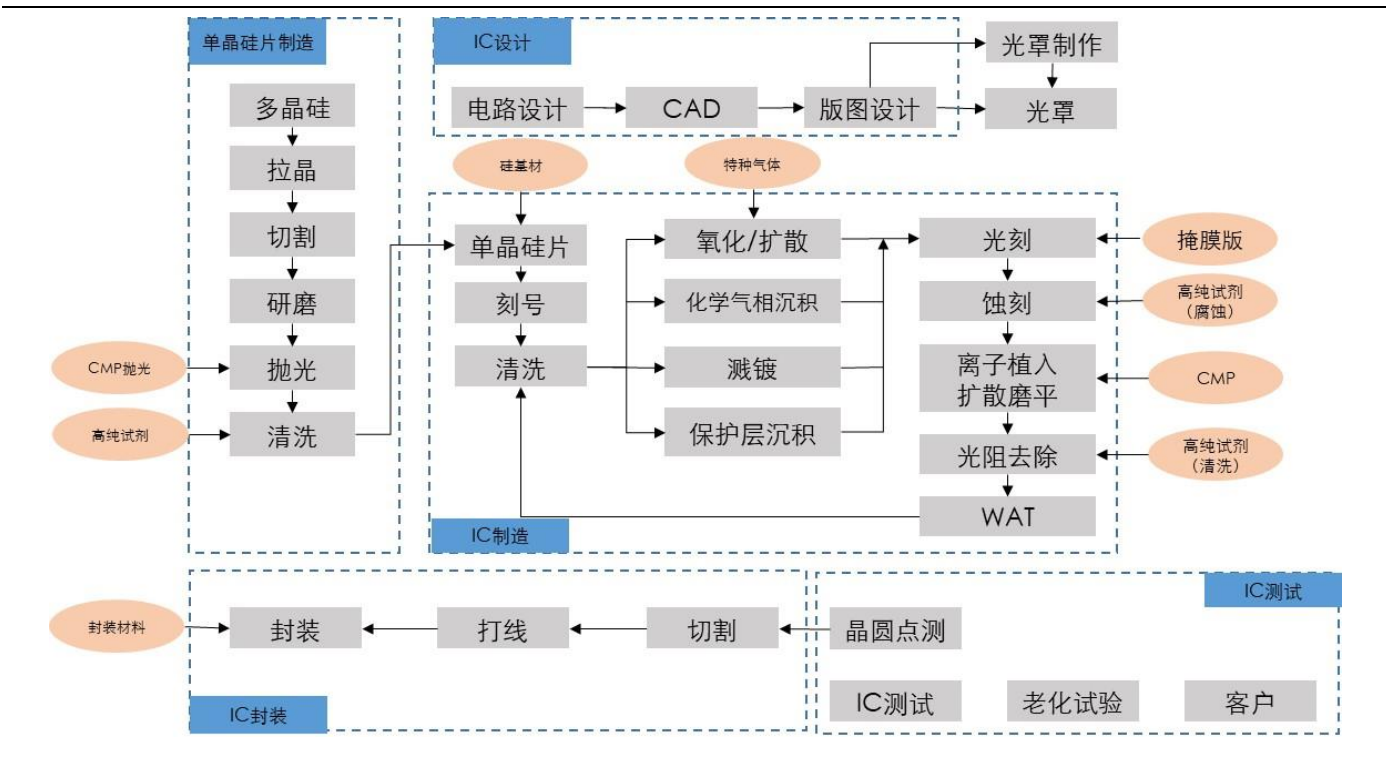 单晶硅片制造
多晶硅
拉晶
切割
研磨
CMP抛光
抛光
高纯试剂
清洗
IC设计
电路设计
CAD
版图设计
光罩制作
光罩
硅基材
特种气体
单晶硅片
刻号
清洗
氧化/扩散
化学气相沉积
溅镀
保护层沉积
光刻
掩膜版
蚀刻
高纯试剂
（腐蚀）
离子植入
扩散磨平
CMP
光阻去除
高纯试剂
（清洗）
WAT
IC制造
封装材料
封装
打线
切割
IC封装
IC测试
晶圆点测
IC测试
老化试验
客户